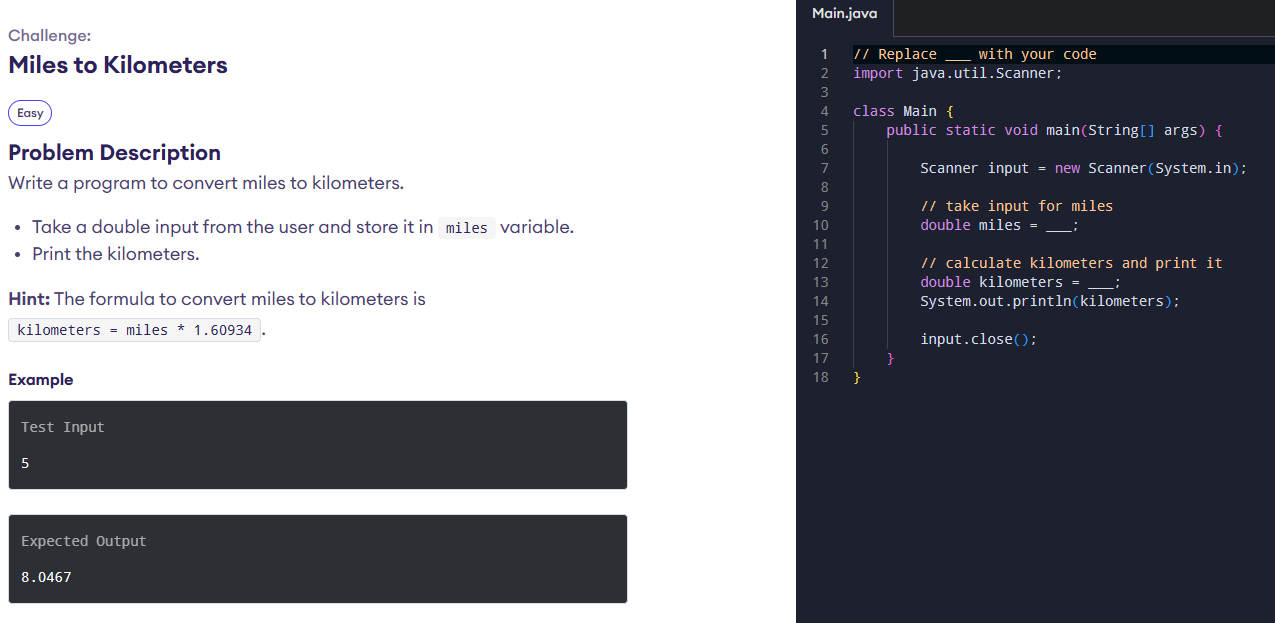 Challenge:
Miles to Kilometers
Easy
Problem Description
Write a program to convert miles to kilometers.
• Take a double input from the user and store it in miles variable.
• Print the kilometers.
Hint: The formula to convert miles to kilometers is
kilometers = miles * 1.60934.
Example
Test Input
5
Expected Output
8.0467
Main.java
1 // Replace ___ with your code
2 import java.util.Scanner;
3
4 class Main {
5     public static void main(String[] args) {
6
7         Scanner input = new Scanner(System.in);
8
9         // take input for miles
10         double miles = ___;
11
12         // calculate kilometers and print it
13         double kilometers = ___;
14         System.out.println(kilometers);
15
16         input.close();
17     }
18 }